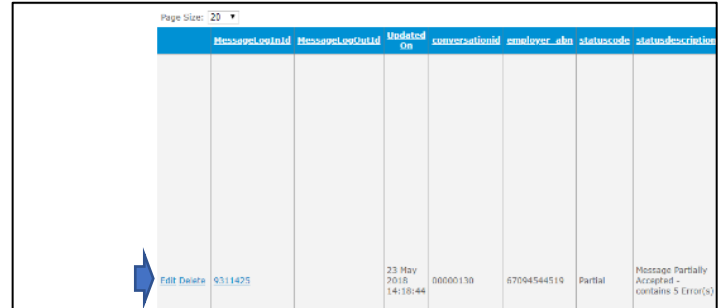 Page Size: 20
MessageLogInId MessageLogOutId Updated On conversationid employer_abn statuscode statusdescription
Edit Delete 9311425 23 May 2018 14:18:44 00000130 67094544519 Partial Message Partially Accepted - contains 5 Error(s)